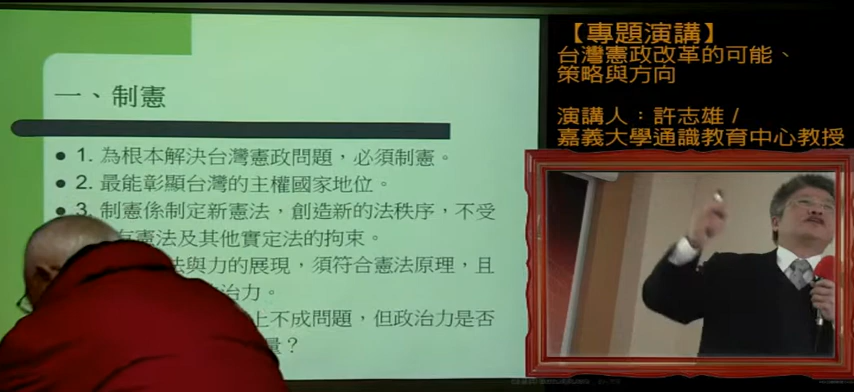 一、制憲
● 1. 為根本解決台灣憲政問題，必須制憲。
● 2. 最能彰顯台灣的主權國家地位。
● 3. 制憲係制定新憲法，創造新的法秩序，不受
憲法及其他實定法的拘束。
法與力的展現，須符合憲法原理，且
治力。
上不成問題，但政治力是否
量？
【專題演講】
台灣憲政改革的可能、
策略與方向
演講人：許志雄 /
嘉義大學通識教育中心教授